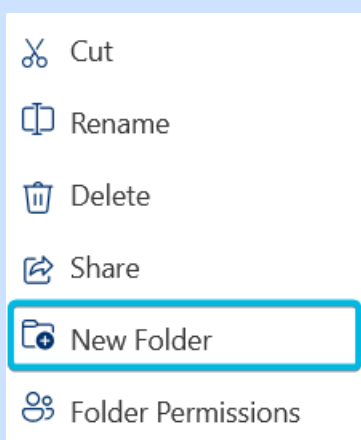 Cut
Rename
Delete
Share
New Folder
Folder Permissions